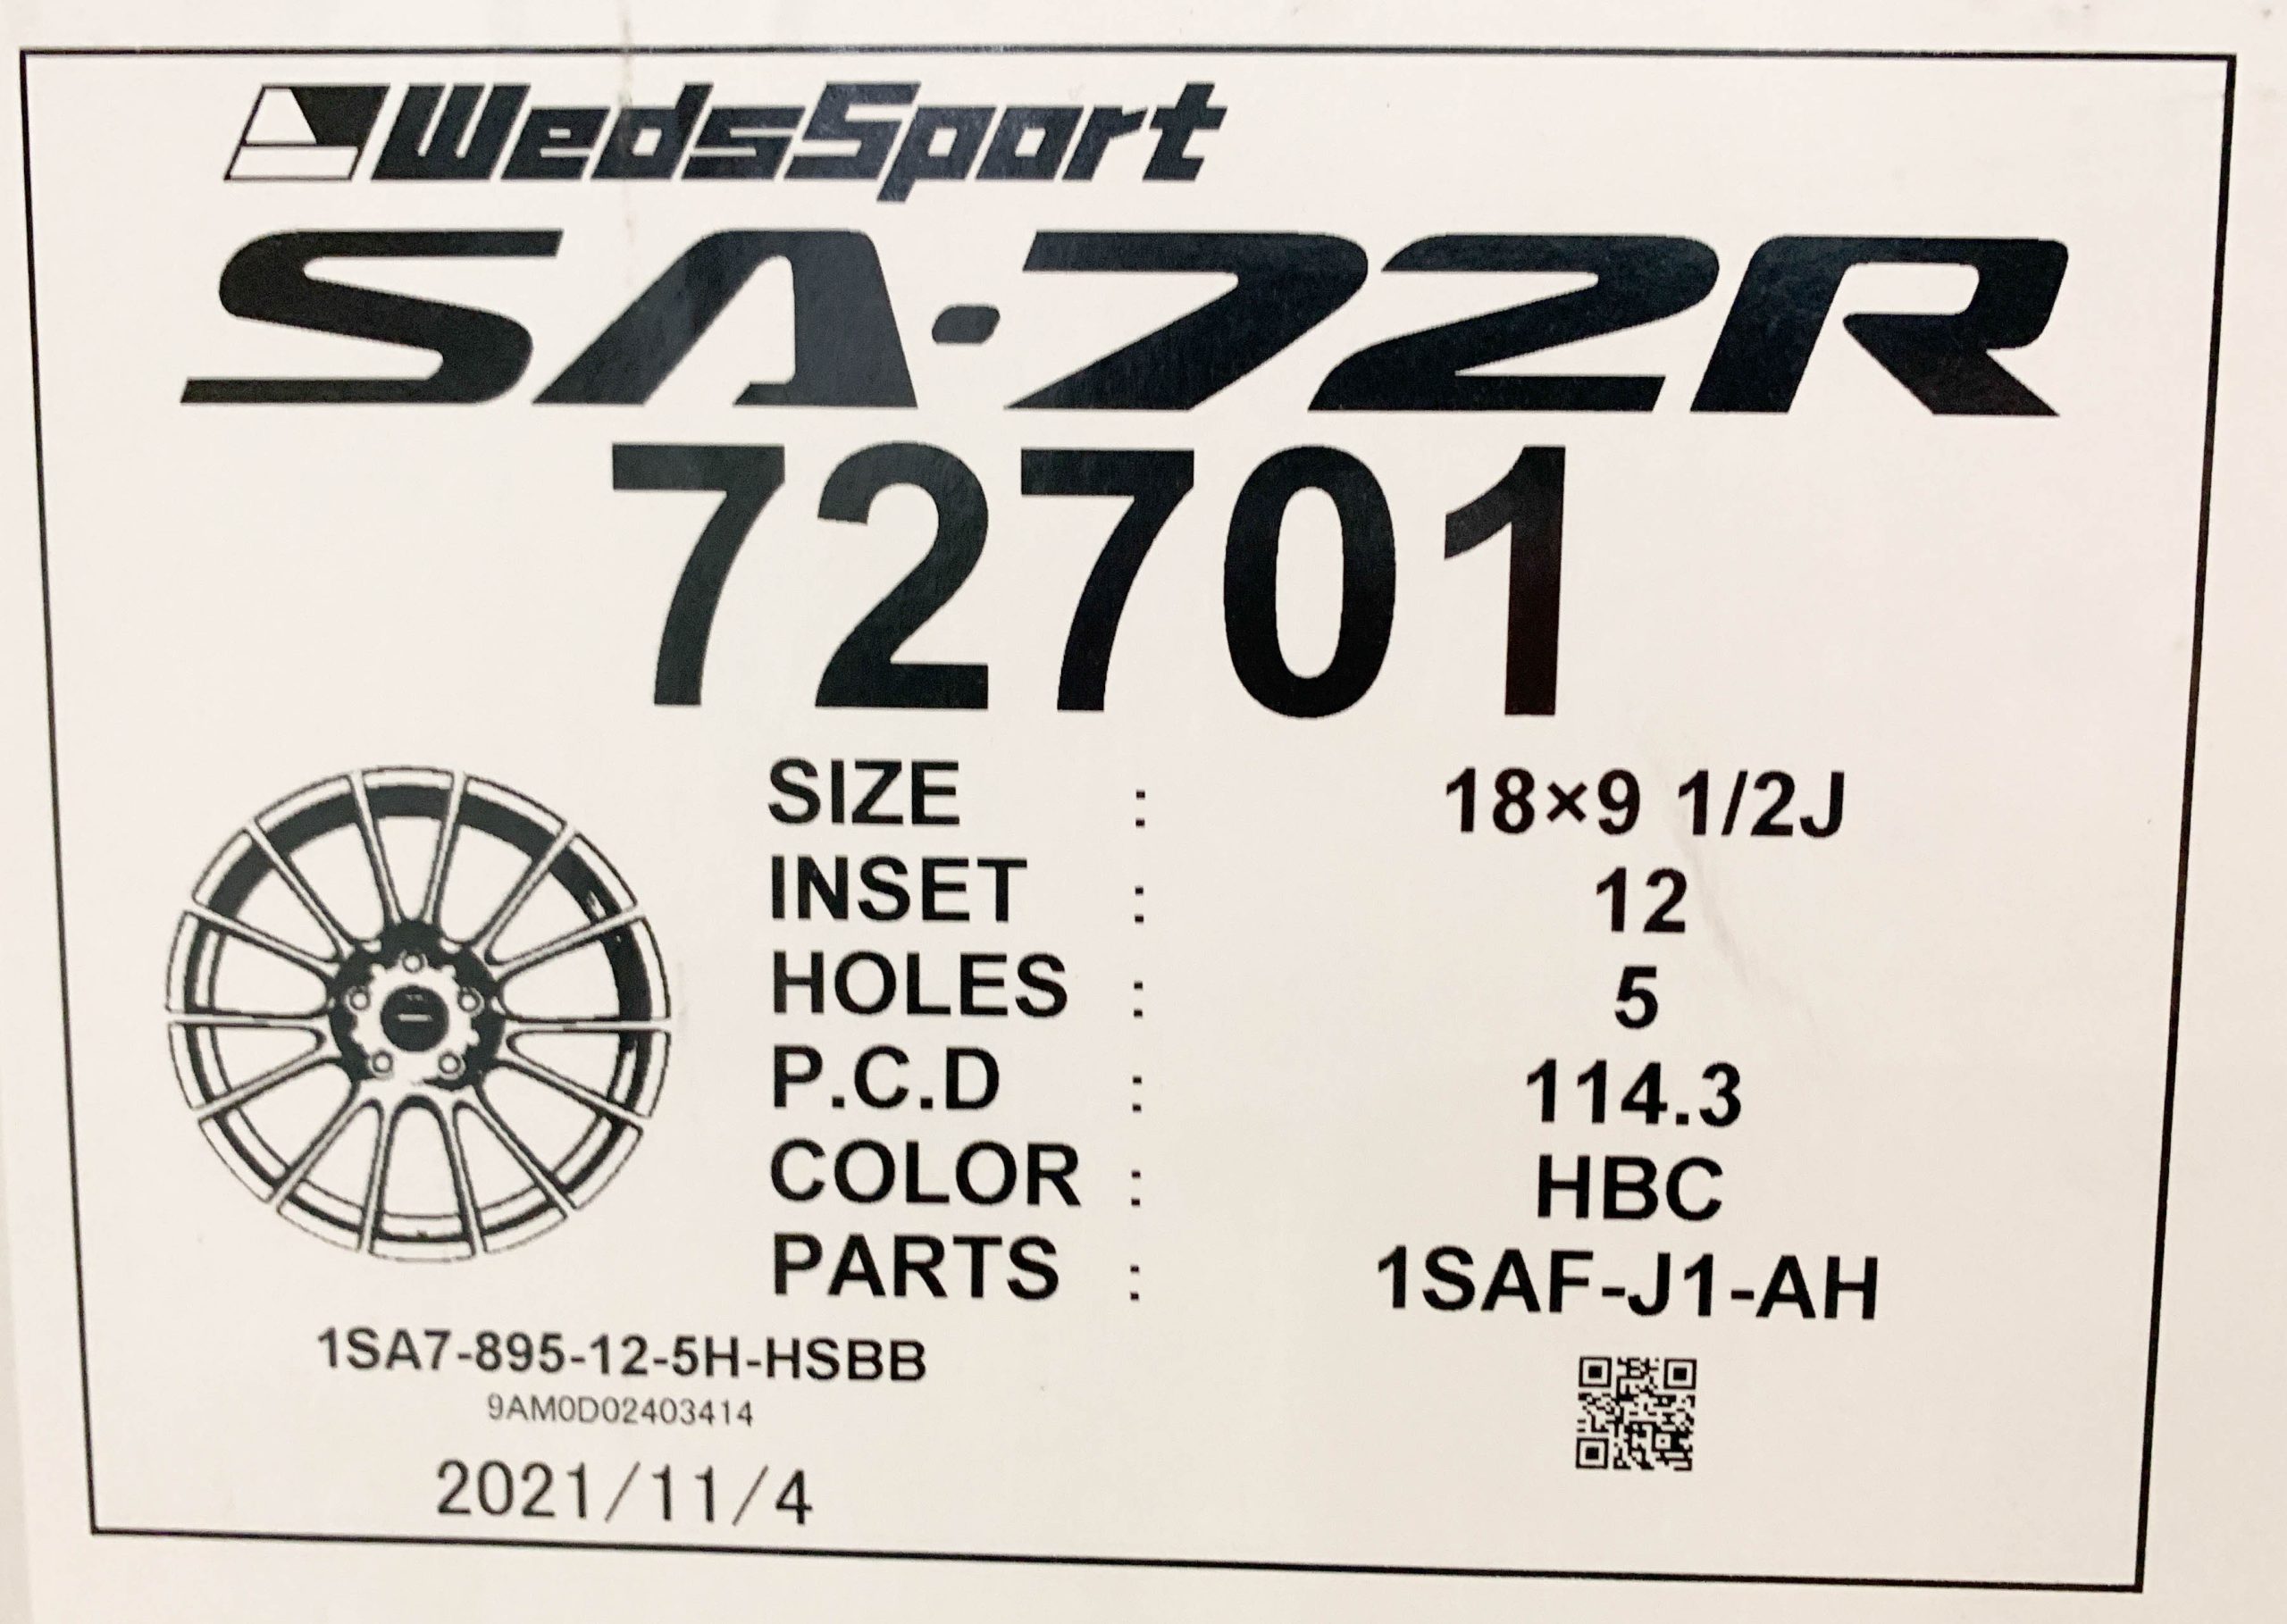 WedsSport
SA-72R
72701
SIZE : 18×9 1/2J
INSET : 12
HOLES : 5
P.C.D : 114.3
COLOR : HBC
PARTS : 1SAF-J1-AH
1SA7-895-12-5H-HSBB
9AM0D02403414
2021/11/4